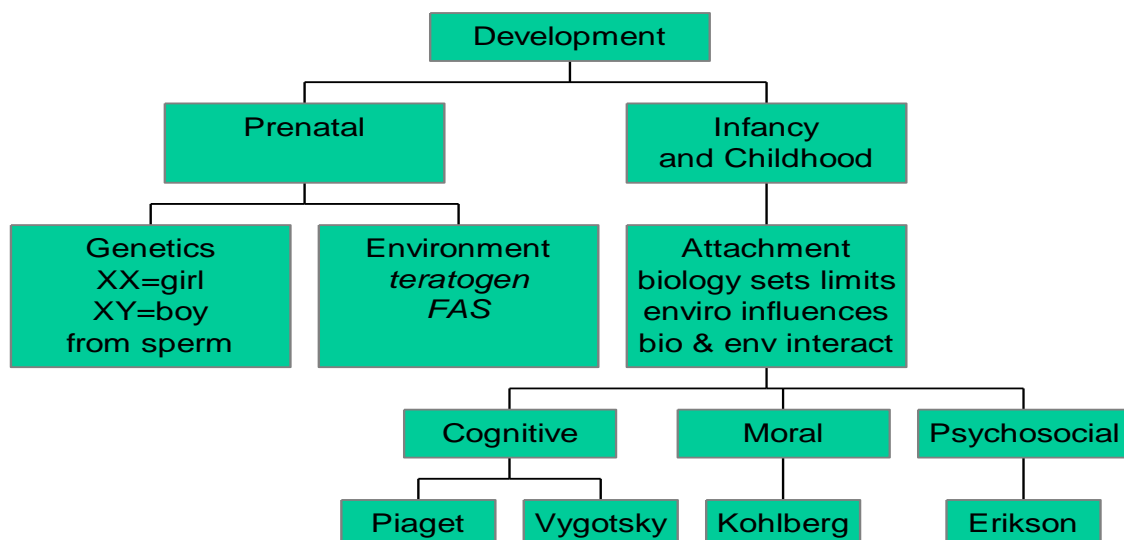 Development
Prenatal
Infancy
and Childhood
Genetics
XX=girl
XY=boy
from sperm
Environment
teratogen
FAS
Attachment
biology sets limits
enviro influences
bio & env interact
Cognitive
Moral
Psychosocial
Piaget
Vygotsky
Kohlberg
Erikson